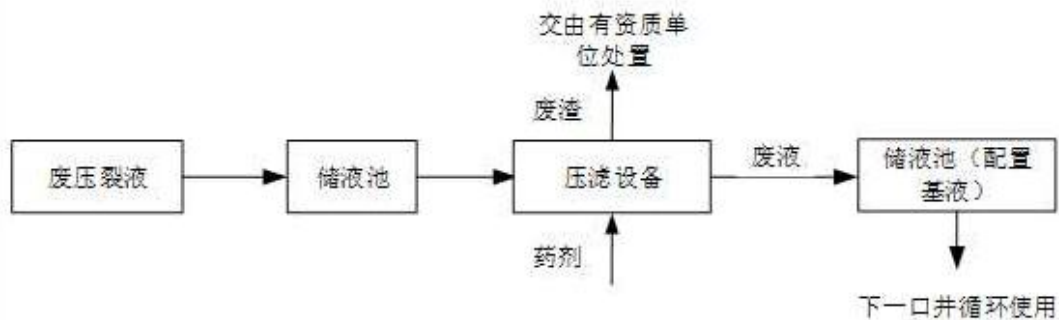 交由有资质单
位处置
废渣
废压裂液
储液池
压滤设备
废液
储液池（配置
基液）
药剂
下一口井循环使用